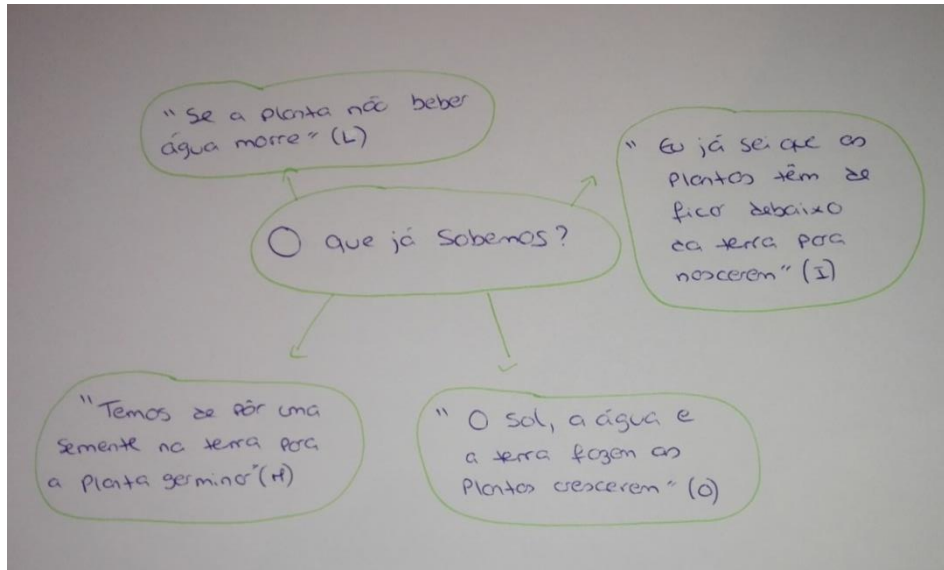 "Se a planta não beber
água morre" (L)
" Eu já sei que as
plantas têm de
ficar debaixo
da terra para
nascerem" (I)
O que já sabemos?
"Temos de pôr uma
semente na terra para
a planta germinar"(M)
" O sol, a água e
a terra fazem as
plantas crescerem" (O)